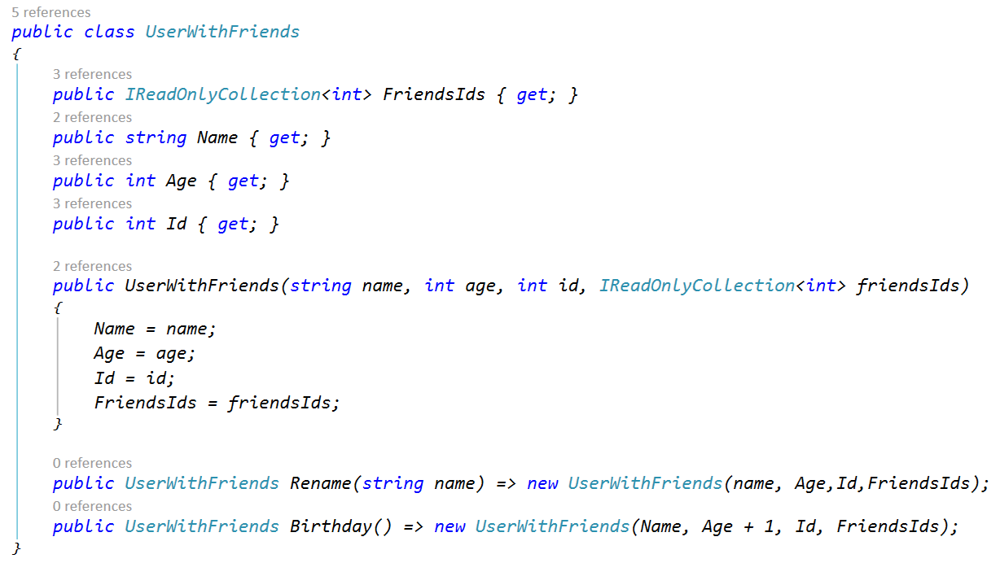 5 references
public class UserWithFriends
{
3 references
public IReadOnlyCollection<int> FriendsIds { get; }
2 references
public string Name { get; }
3 references
public int Age { get; }
3 references
public int Id { get; }
2 references
public UserWithFriends(string name, int age, int id, IReadOnlyCollection<int> friendsIds)
{
Name = name;
Age = age;
Id = id;
FriendsIds = friendsIds;
}
0 references
public UserWithFriends Rename(string name) => new UserWithFriends(name, Age,Id,FriendsIds);
0 references
public UserWithFriends Birthday() => new UserWithFriends(Name, Age + 1, Id, FriendsIds);
}